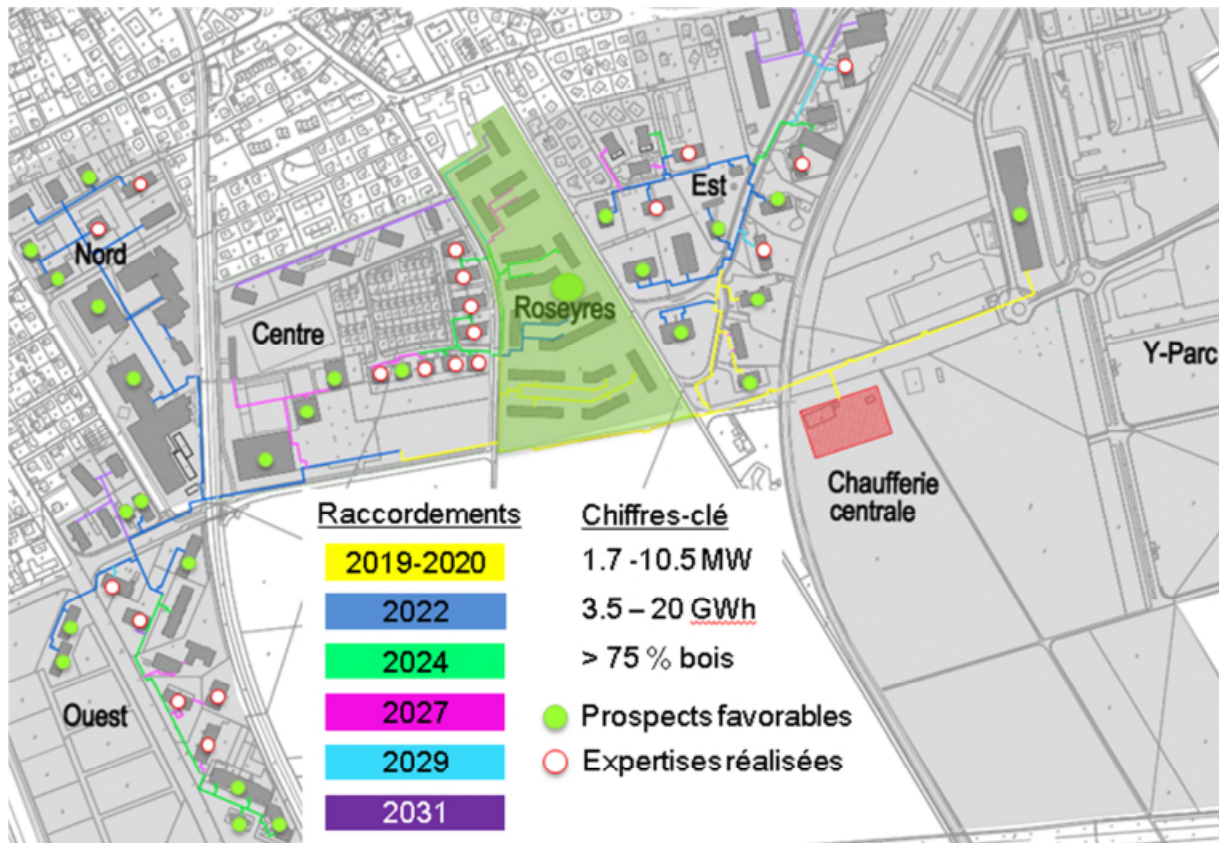 Est
Nord
Roseyres
Centre
Y-Parc
Chaufferie
centrale
Ouest
Raccordements
2019-2020
2022
2024
2027
2029
2031
Chiffres-clé
1.7 -10.5 MW
3.5 – 20 GWh
> 75 % bois
Prospects favorables
Expertises réalisées